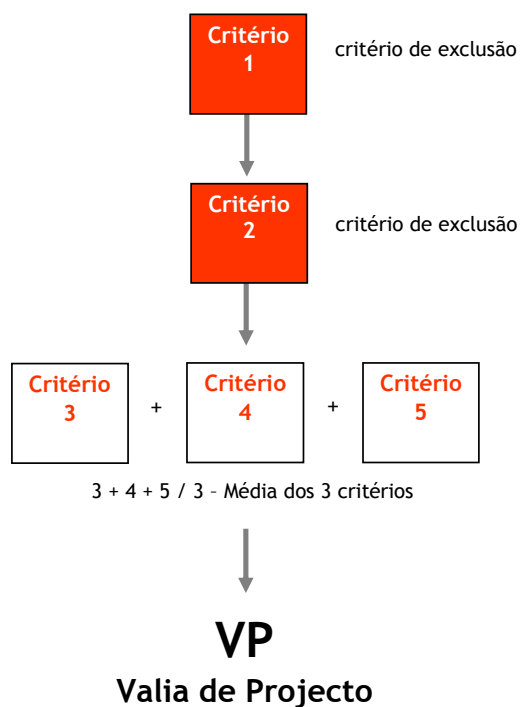 Critério
1
critério de exclusão
Critério
2
critério de exclusão
Critério
3
+
Critério
4
+
Critério
5
3 + 4 + 5 / 3 - Média dos 3 critérios
VP
Valia de Projecto